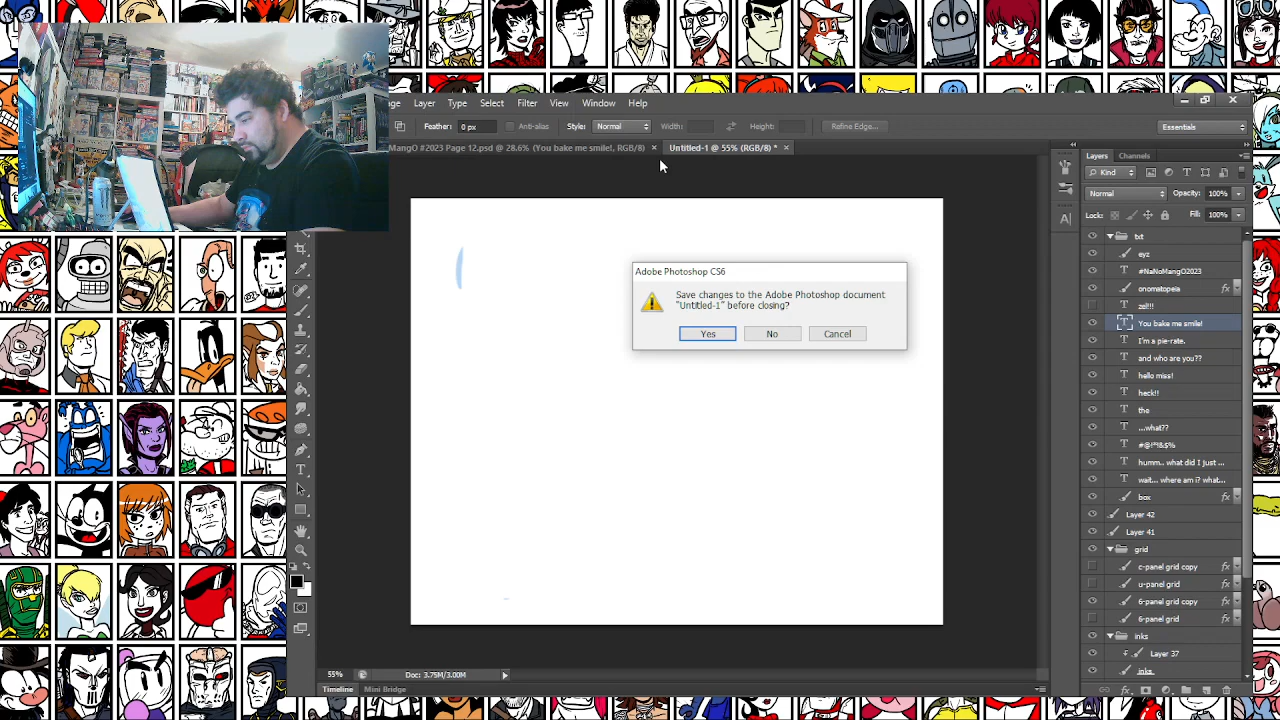 Layer Type Select Filter View Window Help
Feather: 0 px Anti-alias Style: Normal Width: Height: Refine Edge... Essentials
MangO #2023 Page 12.psd @ 28.6% (You bake me smile!, RGB/8) × Untitled-1 @ 55% (RGB/8) * ×
Layers Channels
Kind
Normal Opacity: 100%
Lock: Fill: 100%
txt
eyz
#NaNoMangO2023
onometopeia
zel!!!
You bake me smile!
I'm a pie-rate.
and who are you??
hello miss!
heck!!
the
...what??
#@!*!&$%
humm.. what did I just ...
wait... where am i? what...
box
Layer 42
Layer 41
grid
c-panel grid copy
u-panel grid
6-panel grid copy
6-panel grid
inks
Layer 37
inks
Adobe Photoshop CS6
Save changes to the Adobe Photoshop document
"Untitled-1" before closing?
Yes No Cancel
55% Doc: 3.75M/3.00M
Timeline Mini Bridge